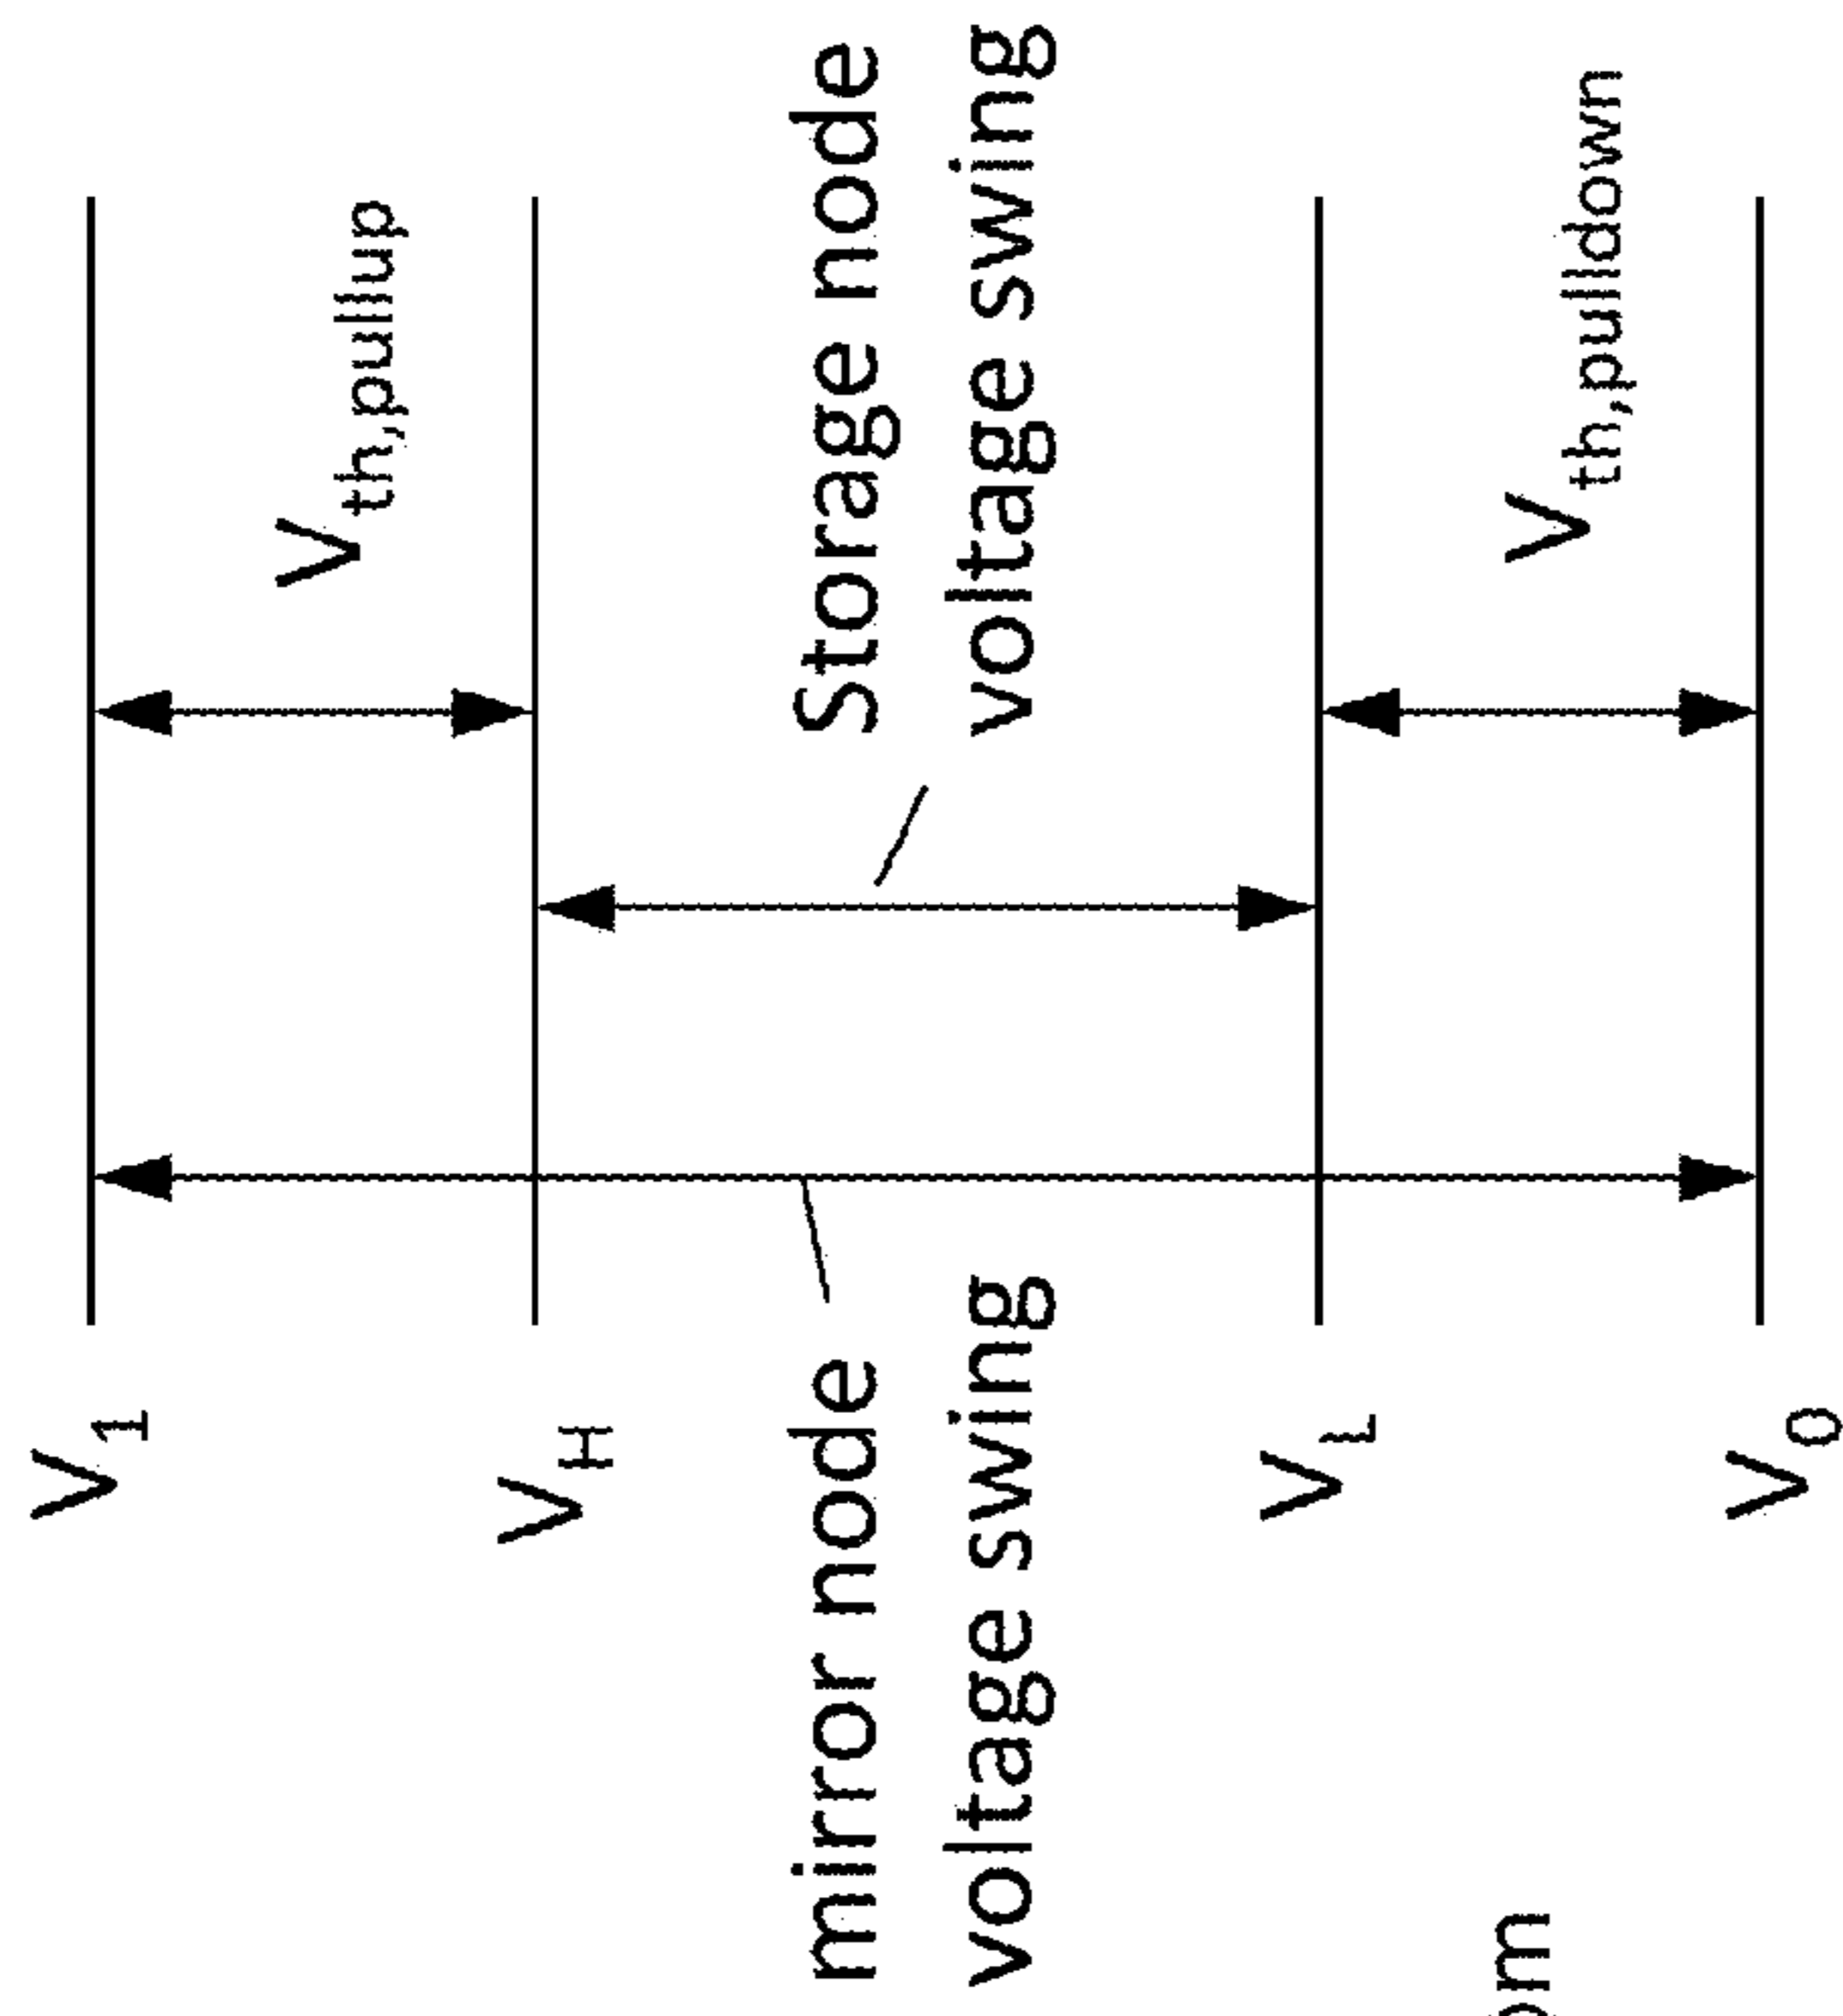 V1
Vth,pullup
VH
mirror node
voltage swing
Storage node
voltage swing
VL
Vth,pulldown
V0